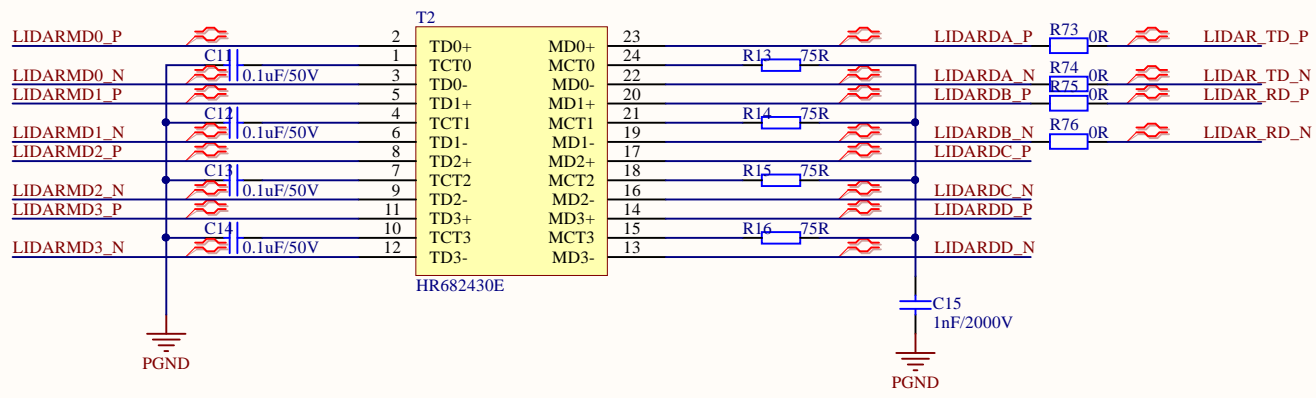 T2
LIDARMD0_P 2 TD0+ MD0+ 23 LIDARDA_P R73 0R LIDAR_TD_P
C11 0.1uF/50V 1 TCT0 MCT0 24 R13 75R
LIDARMD0_N 3 TD0- MD0- 22 LIDARDA_N R74 0R LIDAR_TD_N
LIDARMD1_P 5 TD1+ MD1+ 20 LIDARDB_P R75 0R LIDAR_RD_P
C12 0.1uF/50V 4 TCT1 MCT1 21 R14 75R
LIDARMD1_N 6 TD1- MD1- 19 LIDARDB_N R76 0R LIDAR_RD_N
LIDARMD2_P 8 TD2+ MD2+ 17 LIDARDC_P
C13 0.1uF/50V 7 TCT2 MCT2 18 R15 75R
LIDARMD2_N 9 TD2- MD2- 16 LIDARDC_N
LIDARMD3_P 11 TD3+ MD3+ 14 LIDARDD_P
C14 0.1uF/50V 10 TCT3 MCT3 15 R16 75R
LIDARMD3_N 12 TD3- MD3- 13 LIDARDD_N
HR682430E
C15
1nF/2000V
PGND
PGND